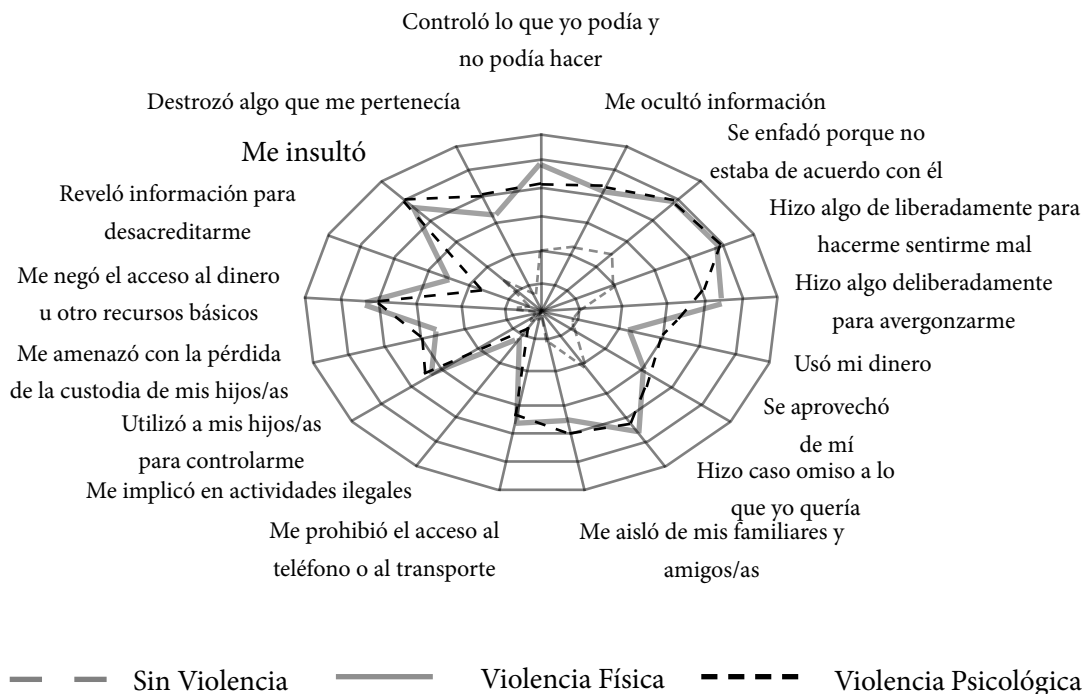 Controló lo que yo podía y
no podía hacer
Me ocultó información
Se enfadó porque no
estaba de acuerdo con él
Hizo algo de liberadamente para
hacerme sentirme mal
Hizo algo deliberadamente
para avergonzarme
Usó mi dinero
Se aprovechó
de mí
Hizo caso omiso a lo
que yo quería
Me aisló de mis familiares y
amigos/as
Me prohibió el acceso al
teléfono o al transporte
Me implicó en actividades ilegales
Utilizó a mis hijos/as
para controlarme
Me amenazó con la pérdida
de la custodia de mis hijos/as
Me negó el acceso al dinero
u otro recursos básicos
Reveló información para
desacreditarme
Me insultó
Destrozó algo que me pertenecía
Sin Violencia
Violencia Física
Violencia Psicológica